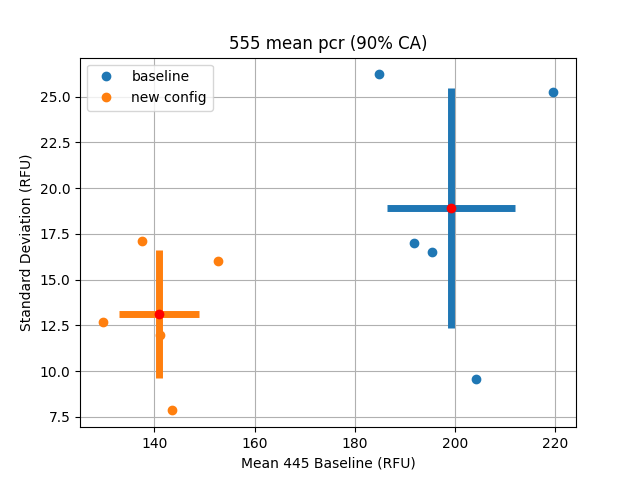 555 mean pcr (90% CA)
baseline
new config
Standard Deviation (RFU)
25.0
22.5
20.0
17.5
15.0
12.5
10.0
7.5
140 160 180 200 220
Mean 445 Baseline (RFU)